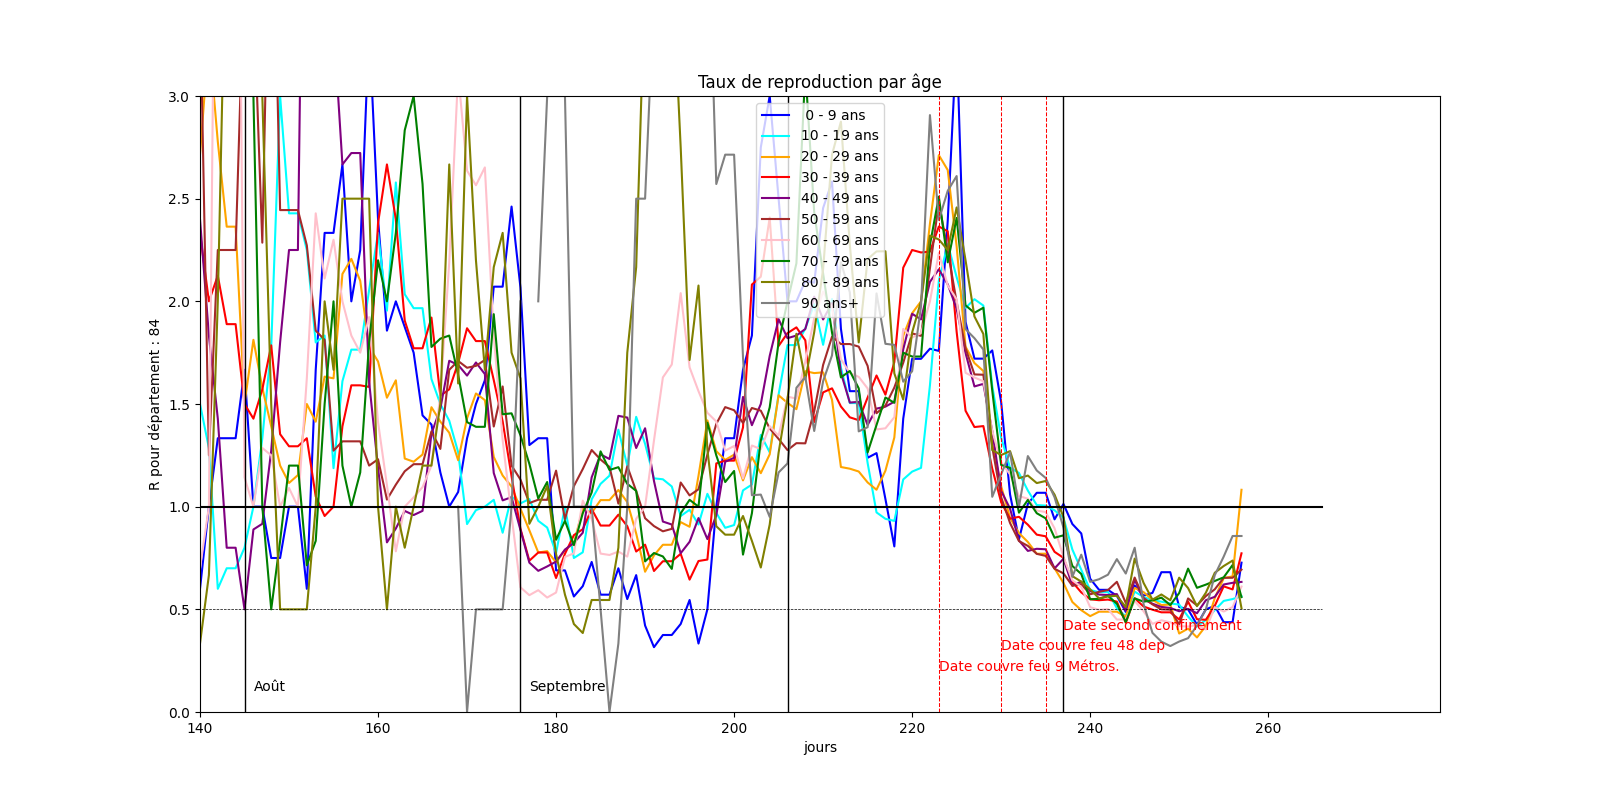 Taux de reproduction par âge
R pour département : 84
3.0
2.5
2.0
1.5
1.0
0.5
0.0
0 - 9 ans
10 - 19 ans
20 - 29 ans
30 - 39 ans
40 - 49 ans
50 - 59 ans
60 - 69 ans
70 - 79 ans
80 - 89 ans
90 ans+
Date second confinement
Date couvre feu 48 dep
Date couvre feu 9 Métros.
Août
Septembre
140
160
180
200
220
240
260
jours